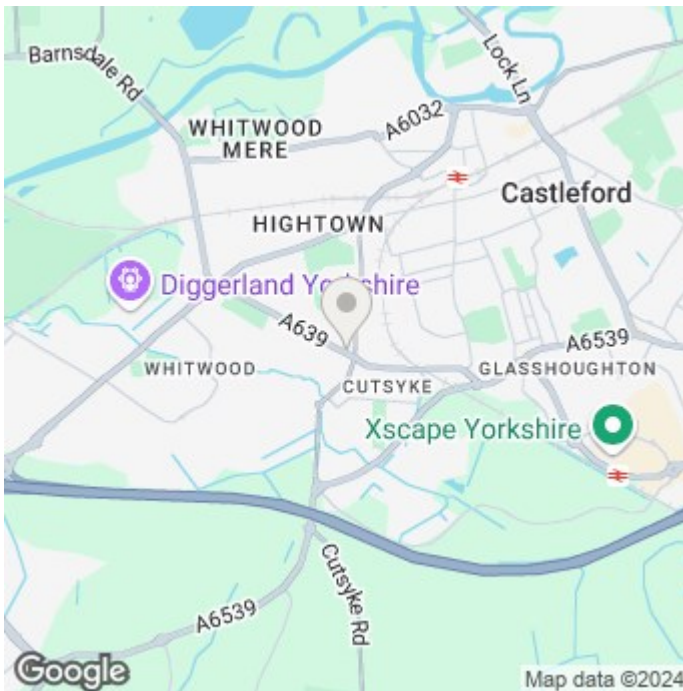 Barnsdale Rd
Lock Ln
A6032
WHITWOOD
MERE
Castleford
HIGHTOWN
Diggerland Yorkshire
A639
A6539
WHITWOOD
GLASSHOUGHTON
CUTSYKE
Xscape Yorkshire
Cutsyke Rd
A6539
Google
Map data ©2024